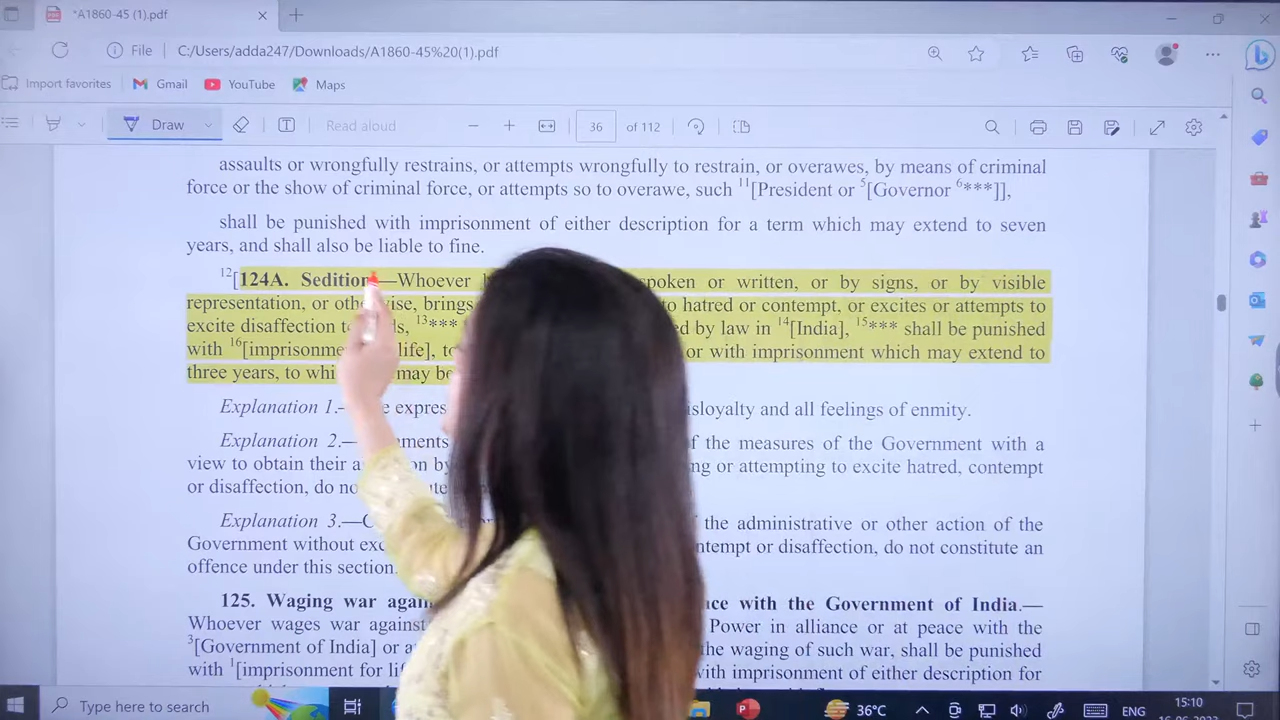 *A1860-45 (1).pdf
File C:/Users/adda247/Downloads/A1860-45%20(1).pdf
Import favorites Gmail YouTube Maps
Draw Read aloud 36 of 112
assaults or wrongfully restrains, or attempts wrongfully to restrain, or overawes, by means of criminal
force or the show of criminal force, or attempts so to overawe, such 11[President or 5[Governor 6***]],
shall be punished with imprisonment of either description for a term which may extend to seven
years, and shall also be liable to fine.
12[124A. Sedition.—Whoever spoken or written, or by signs, or by visible
representation, or otherwise, brings to hatred or contempt, or excites or attempts to
excite disaffection 13*** by law in 14[India], 15*** shall be punished
with 16[imprisonment life], or with imprisonment which may extend to
three years, to may be
Explanation 1.— and all feelings of enmity.
Explanation 2.— of the measures of the Government with a
view to obtain their or attempting to excite hatred, contempt
or disaffection, do
Explanation 3.— the administrative or other action of the
Government without contempt or disaffection, do not constitute an
offence under this section.
125. Waging war with the Government of India.—
Whoever wages war against Power in alliance or at peace with the
3[Government of India] or the waging of such war, shall be punished
with 1[imprisonment for with imprisonment of either description for
Type here to search 36°C ENG 15:10